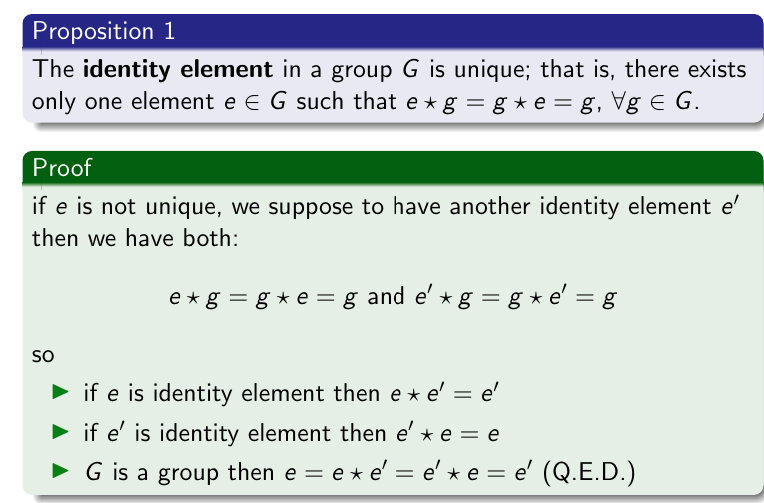 Proposition 1
The identity element in a group G is unique; that is, there exists
only one element e ∈ G such that e ⋆ g = g ⋆ e = g, ∀g ∈ G.
Proof
if e is not unique, we suppose to have another identity element e′
then we have both:
e ⋆ g = g ⋆ e = g and e′ ⋆ g = g ⋆ e′ = g
so
▶ if e is identity element then e ⋆ e′ = e′
▶ if e′ is identity element then e′ ⋆ e = e
▶ G is a group then e = e ⋆ e′ = e′ ⋆ e = e′ (Q.E.D.)